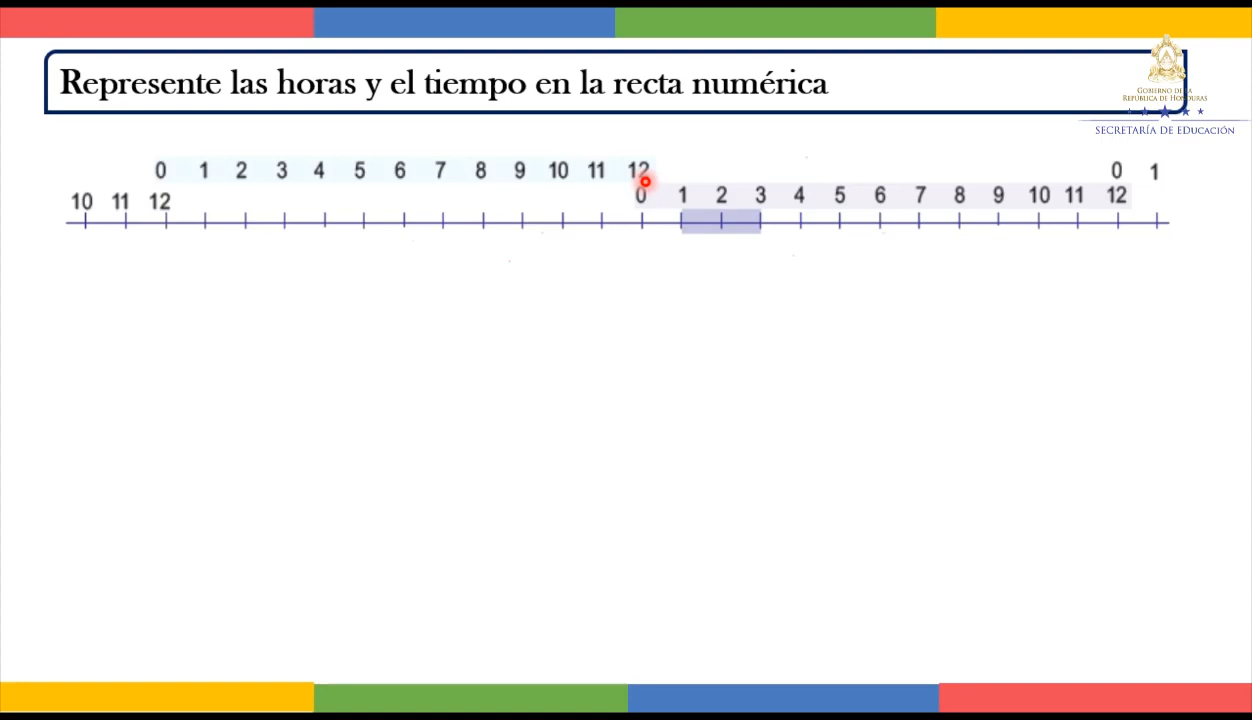 Represente las horas y el tiempo en la recta numérica
GOBIERNO DE LA
REPÚBLICA DE HONDURAS
SECRETARÍA DE EDUCACIÓN
0 1 2 3 4 5 6 7 8 9 10 11 12 0 1
10 11 12 0 1 2 3 4 5 6 7 8 9 10 11 12